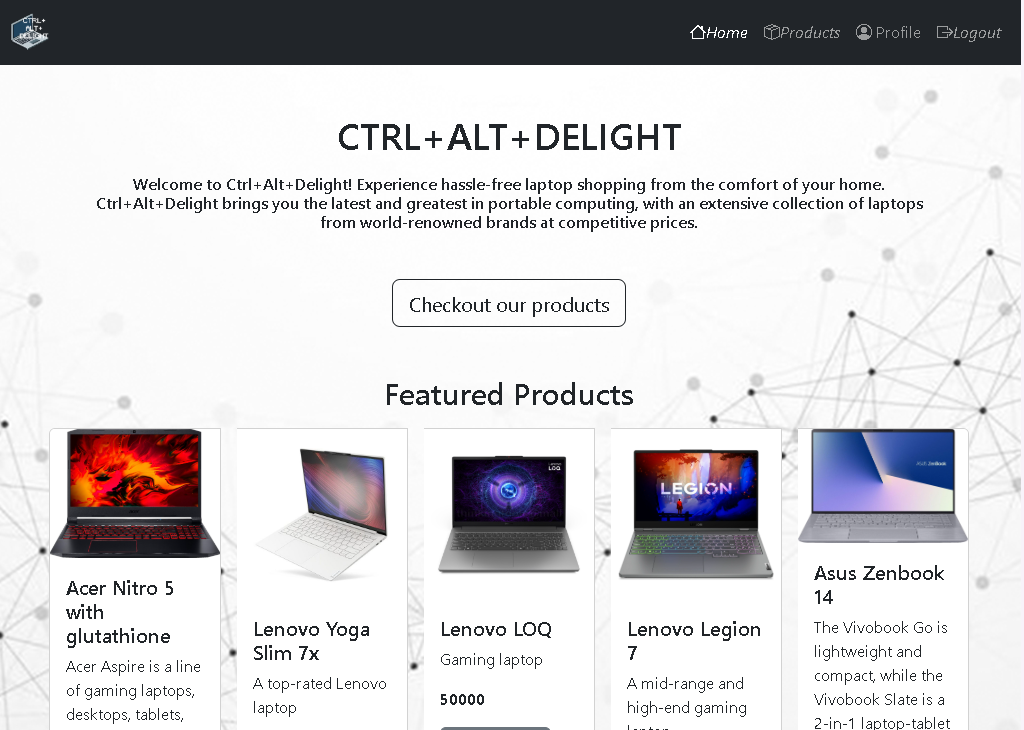 CTRL+
ALT+
DELIGHT
Home Products Profile Logout
CTRL+ALT+DELIGHT
Welcome to Ctrl+Alt+Delight! Experience hassle-free laptop shopping from the comfort of your home.
Ctrl+Alt+Delight brings you the latest and greatest in portable computing, with an extensive collection of laptops
from world-renowned brands at competitive prices.
Checkout our products
Featured Products
Acer Nitro 5
with
glutathione
Acer Aspire is a line
of gaming laptops,
desktops, tablets,
Lenovo Yoga
Slim 7x
A top-rated Lenovo
laptop
LOQ
Lenovo LOQ
Gaming laptop
50000
LEGION
Lenovo Legion
7
A mid-range and
high-end gaming
laptop
ASUS ZenBook
Asus Zenbook
14
The Vivobook Go is
lightweight and
compact, while the
Vivobook Slate is a
2-in-1 laptop-tablet